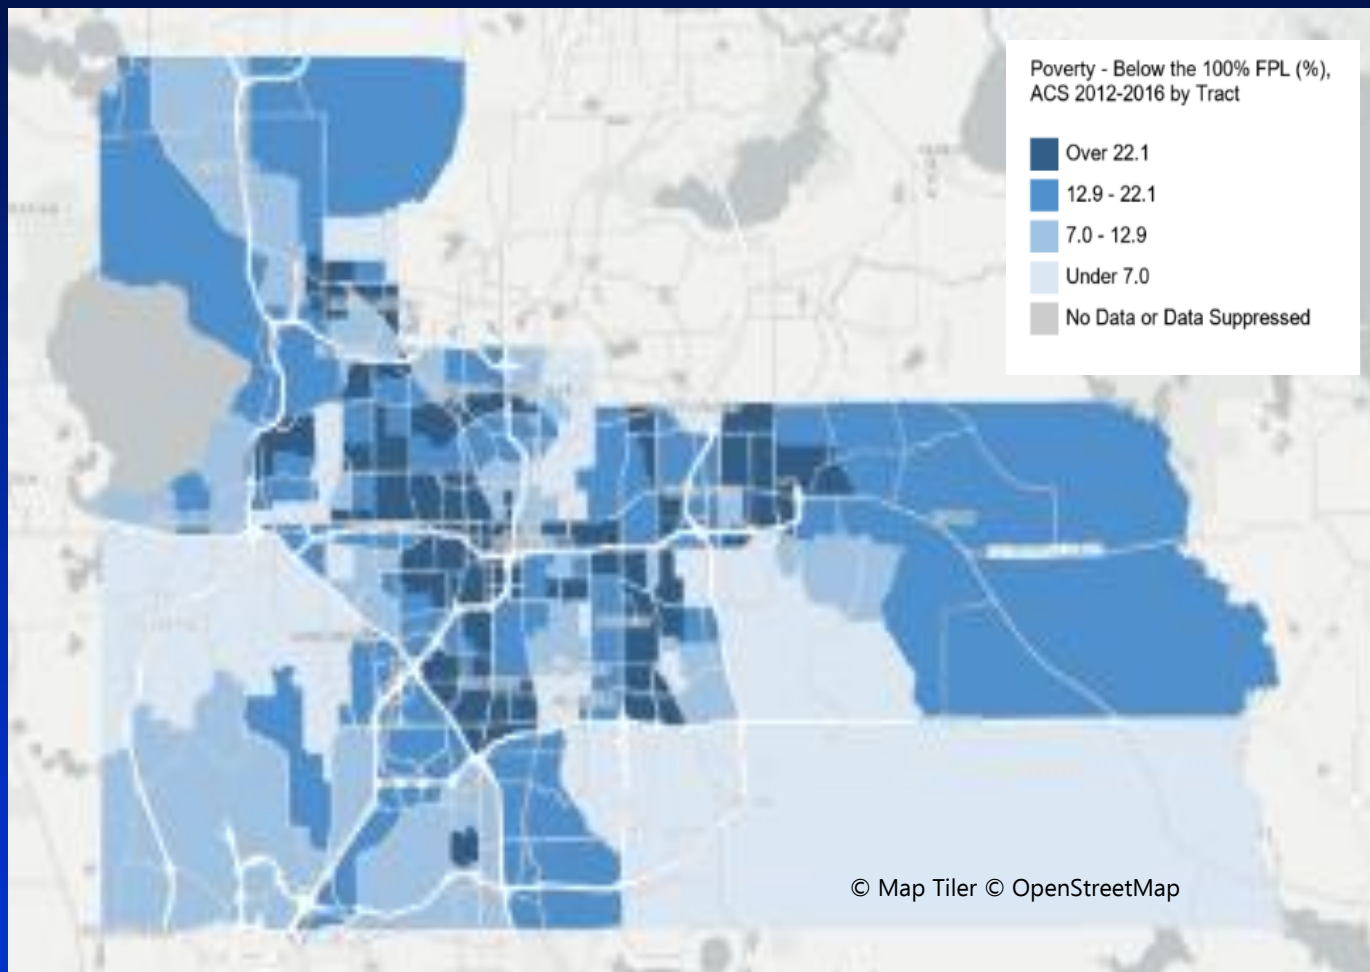 Poverty - Below the 100% FPL (%),
ACS 2012-2016 by Tract
Over 22.1
12.9 - 22.1
7.0 - 12.9
Under 7.0
No Data or Data Suppressed
© Map Tiler © OpenStreetMap